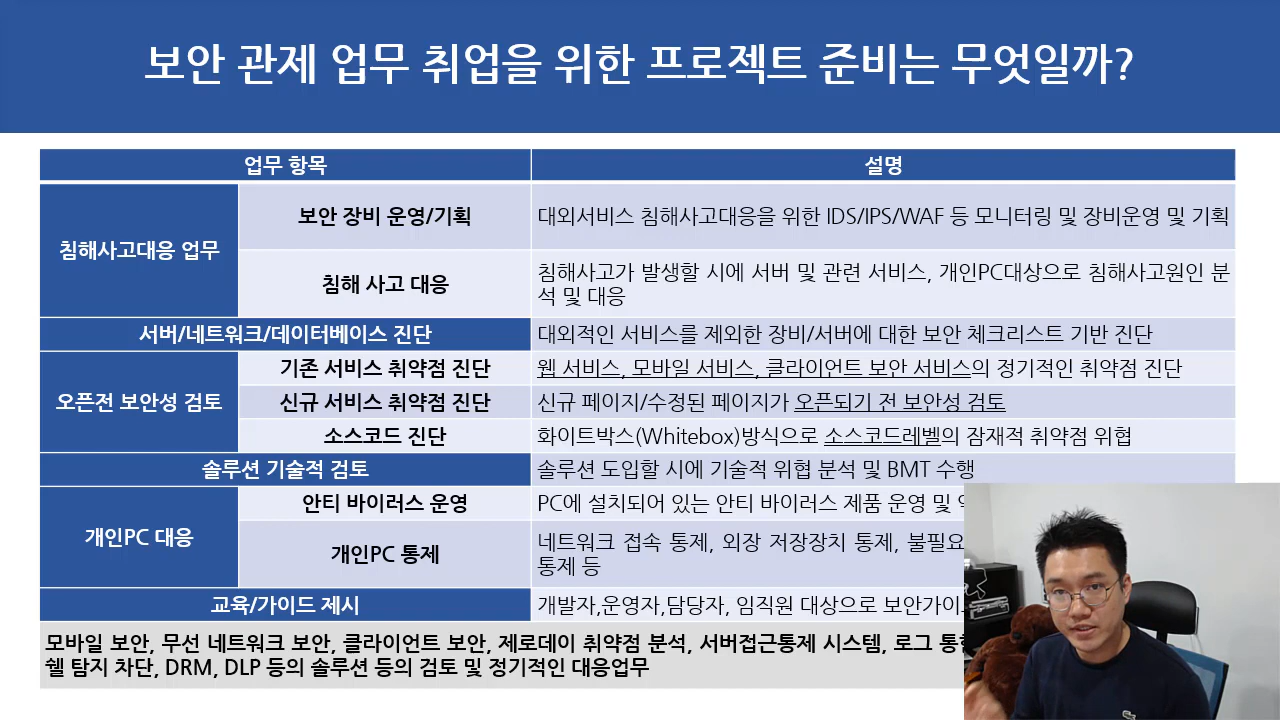 보안 관제 업무 취업을 위한 프로젝트 준비는 무엇일까?
업무 항목
설명
침해사고대응 업무
보안 장비 운영/기획
대외서비스 침해사고대응을 위한 IDS/IPS/WAF 등 모니터링 및 장비운영 및 기획
침해 사고 대응
침해사고가 발생할 시에 서버 및 관련 서비스, 개인PC대상으로 침해사고원인 분
석 및 대응
서버/네트워크/데이터베이스 진단
대외적인 서비스를 제외한 장비/서버에 대한 보안 체크리스트 기반 진단
오픈전 보안성 검토
기존 서비스 취약점 진단
웹 서비스, 모바일 서비스, 클라이언트 보안 서비스의 정기적인 취약점 진단
신규 서비스 취약점 진단
신규 페이지/수정된 페이지가 오픈되기 전 보안성 검토
소스코드 진단
화이트박스(Whitebox)방식으로 소스코드레벨의 잠재적 취약점 위협
솔루션 기술적 검토
솔루션 도입할 시에 기술적 위협 분석 및 BMT 수행
개인PC 대응
안티 바이러스 운영
PC에 설치되어 있는 안티 바이러스 제품 운영 및
개인PC 통제
네트워크 접속 통제, 외장 저장장치 통제, 불필요
통제 등
교육/가이드 제시
개발자,운영자,담당자, 임직원 대상으로 보안가이
모바일 보안, 무선 네트워크 보안, 클라이언트 보안, 제로데이 취약점 분석, 서버접근통제 시스템, 로그
쉘 탐지 차단, DRM, DLP 등의 솔루션 등의 검토 및 정기적인 대응업무